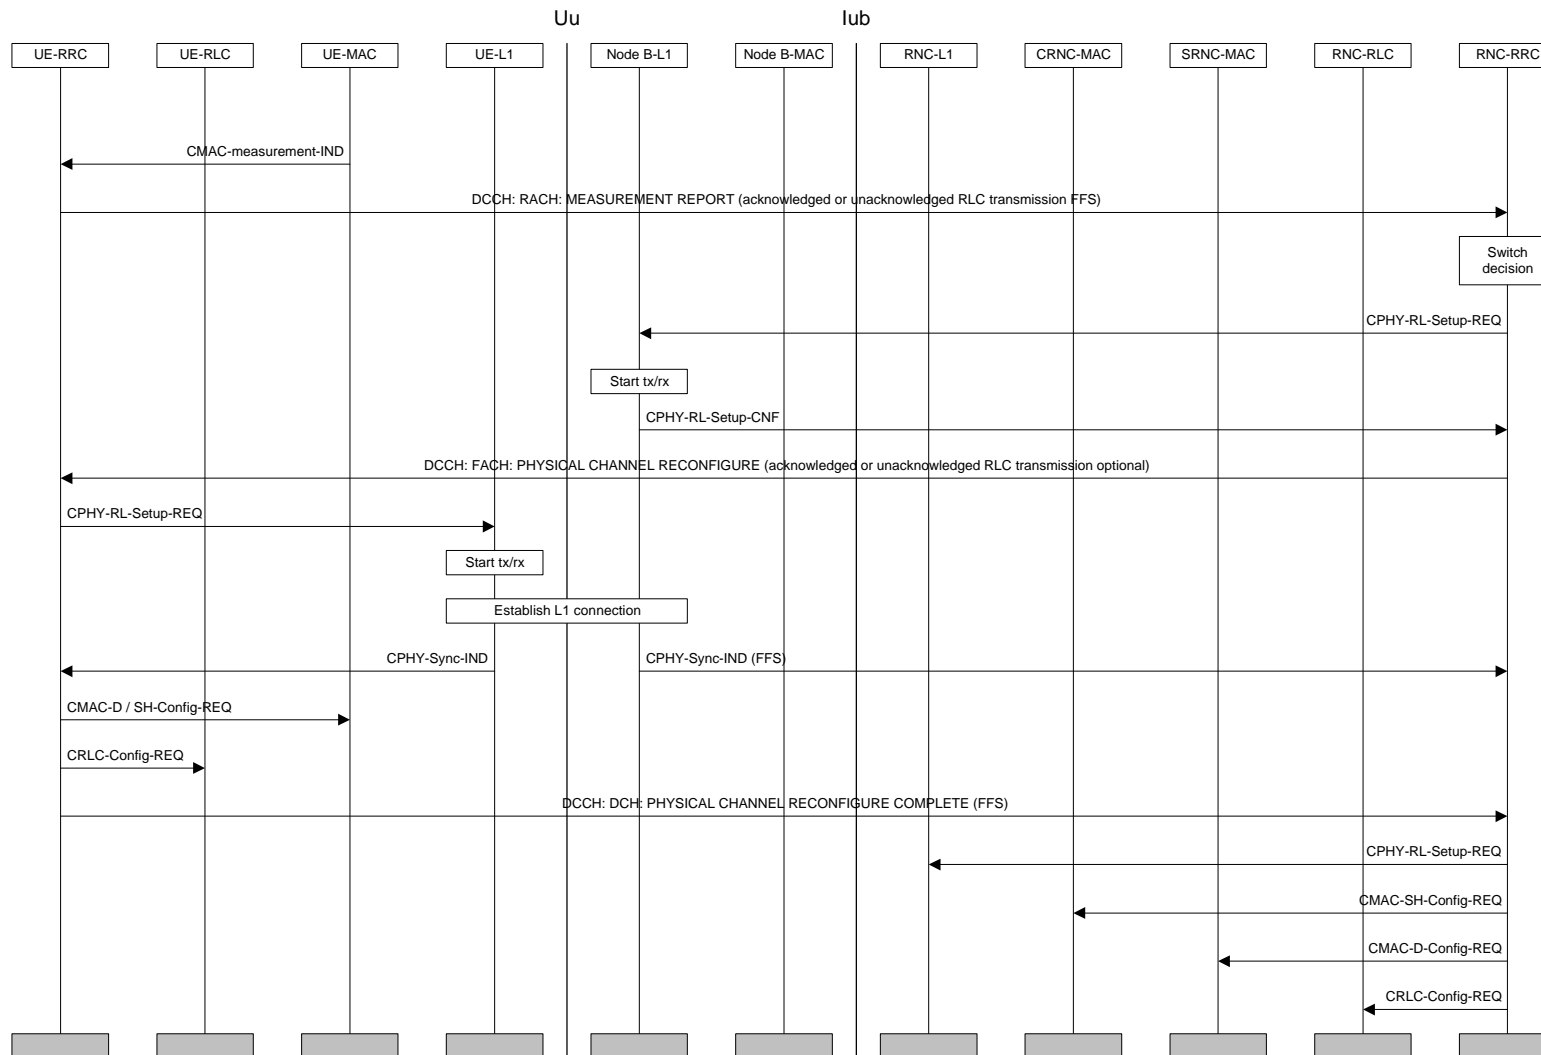 Uu
Iub
UE-RRC
UE-RLC
UE-MAC
UE-L1
Node B-L1
Node B-MAC
RNC-L1
CRNC-MAC
SRNC-MAC
RNC-RLC
RNC-RRC
CMAC-measurement-IND
DCCH: RACH: MEASUREMENT REPORT (acknowledged or unacknowledged RLC transmission FFS)
Switch
decision
CPHY-RL-Setup-REQ
Start tx/rx
CPHY-RL-Setup-CNF
DCCH: FACH: PHYSICAL CHANNEL RECONFIGURE (acknowledged or unacknowledged RLC transmission optional)
CPHY-RL-Setup-REQ
Start tx/rx
Establish L1 connection
CPHY-Sync-IND
CPHY-Sync-IND (FFS)
CMAC-D / SH-Config-REQ
CRLC-Config-REQ
DCCH: DCH: PHYSICAL CHANNEL RECONFIGURE COMPLETE (FFS)
CPHY-RL-Setup-REQ
CMAC-SH-Config-REQ
CMAC-D-Config-REQ
CRLC-Config-REQ